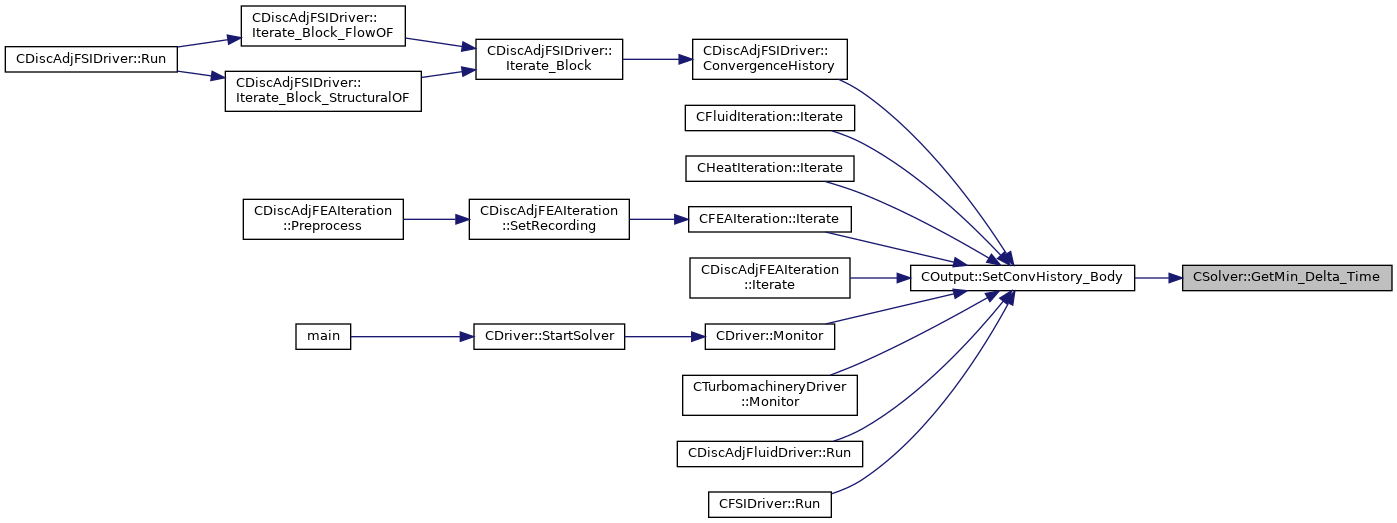 CDiscAdjFSIDriver::Run
CDiscAdjFSIDriver::
Iterate_Block_FlowOF
CDiscAdjFSIDriver::
Iterate_Block_StructuralOF
CDiscAdjFSIDriver::
Iterate_Block
CDiscAdjFSIDriver::
ConvergenceHistory
CFluidIteration::Iterate
CHeatIteration::Iterate
CDiscAdjFEAIteration
::Preprocess
CDiscAdjFEAIteration
::SetRecording
CFEAIteration::Iterate
CDiscAdjFEAIteration
::Iterate
COutput::SetConvHistory_Body
CSolver::GetMin_Delta_Time
main
CDriver::StartSolver
CDriver::Monitor
CTurbomachineryDriver
::Monitor
CDiscAdjFluidDriver::Run
CFSIDriver::Run